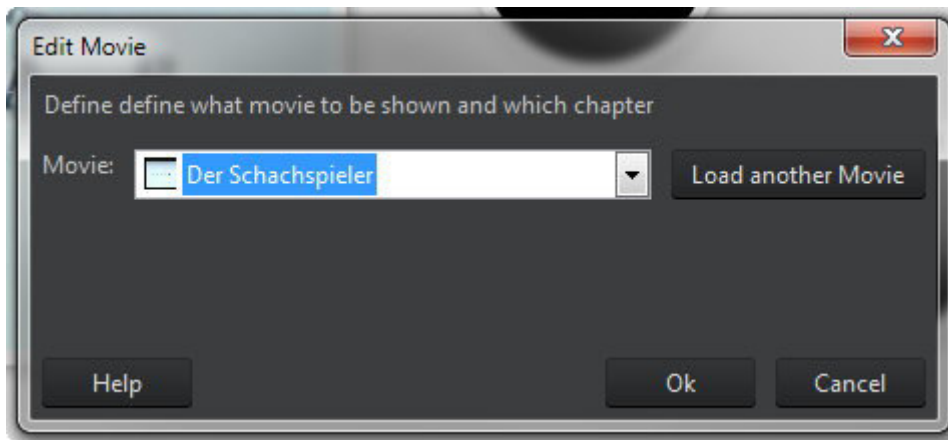 Edit Movie
Define define what movie to be shown and which chapter
Movie: Der Schachspieler Load another Movie
Help Ok Cancel